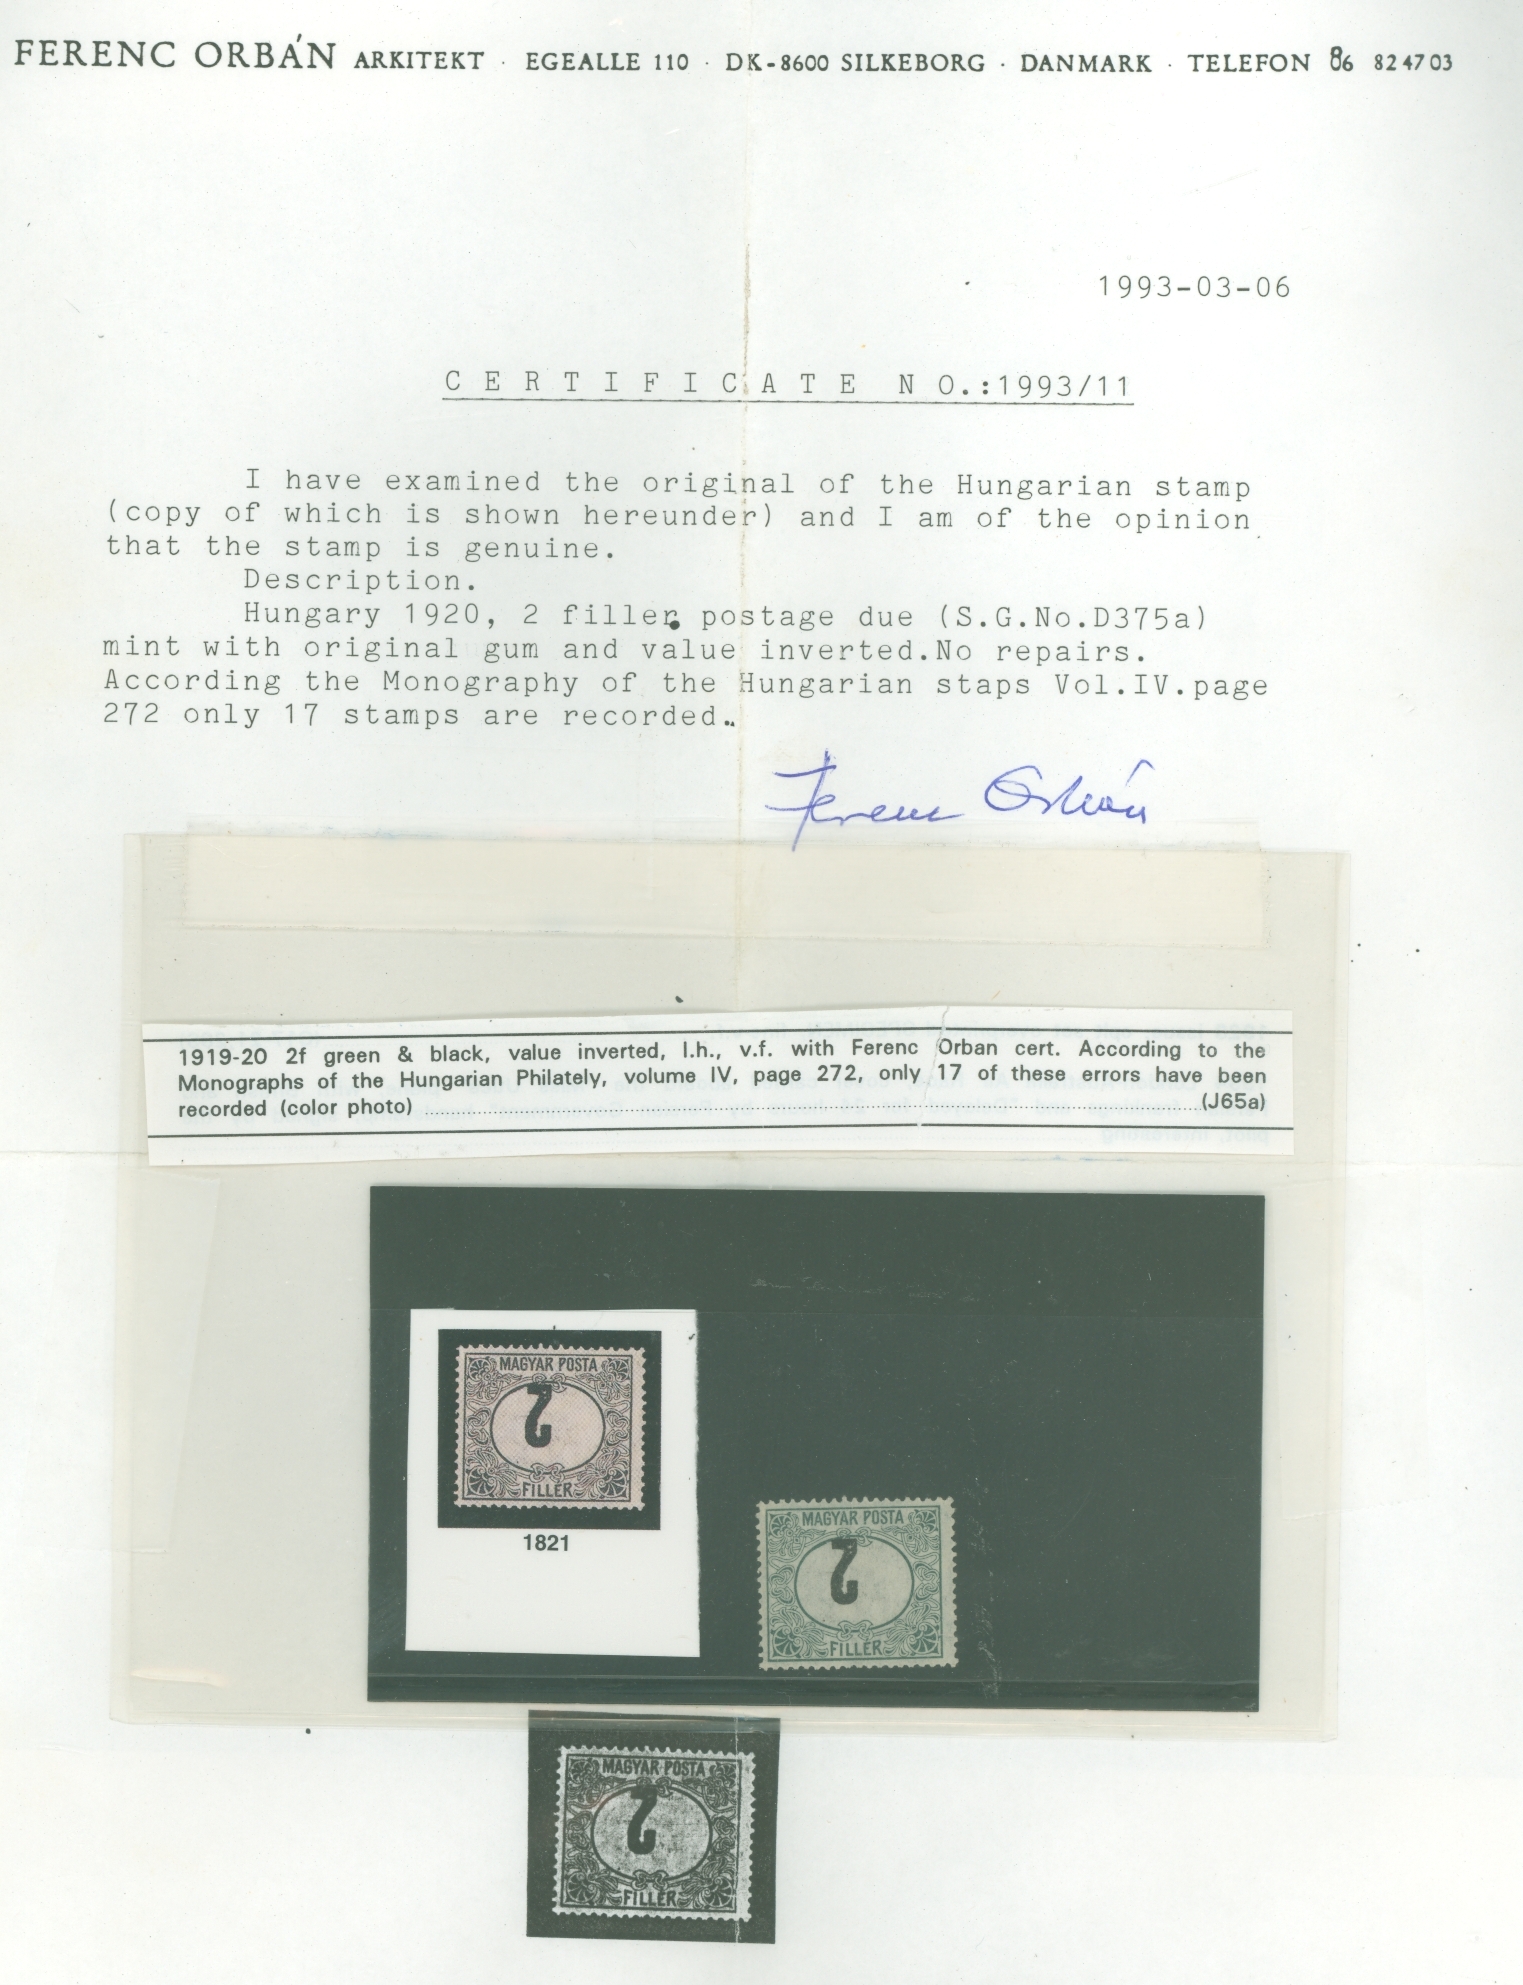 FERENC ORBÁN ARKITEKT · EGEALLE 110 · DK-8600 SILKEBORG · DANMARK · TELEFON 86 82 47 03
1993-03-06
C E R T I F I C A T E   N O.:1993/11
I have examined the original of the Hungarian stamp
(copy of which is shown hereunder) and I am of the opinion
that the stamp is genuine.
Description.
Hungary 1920, 2 filler. postage due (S.G.No.D375a)
mint with original gum and value inverted.No repairs.
According the Monography of the Hungarian staps Vol.IV.page
272 only 17 stamps are recorded..
Ferenc Orbán
1919-20 2f green & black, value inverted, l.h., v.f. with Ferenc Orban cert. According to the
Monographs of the Hungarian Philately, volume IV, page 272, only 17 of these errors have been
recorded (color photo) ........ (J65a)
MAGYAR POSTA
2
FILLÉR
1821
MAGYAR POSTA
2
FILLÉR
MAGYAR POSTA
2
FILLÉR